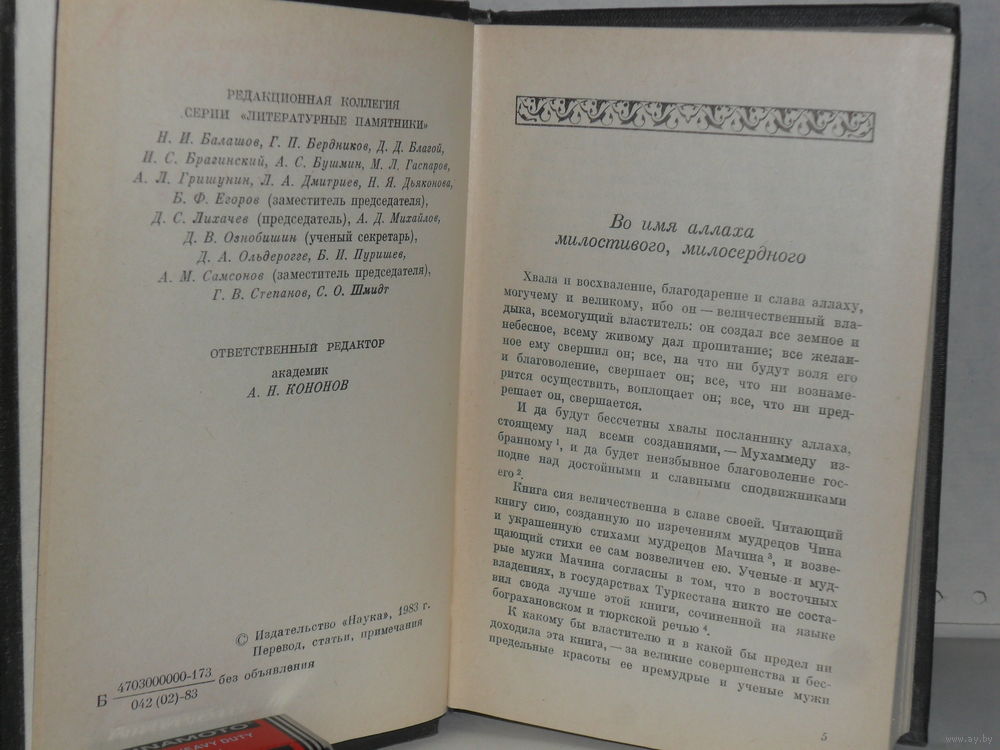 РЕДАКЦИОННАЯ КОЛЛЕГИЯ
СЕРИИ «ЛИТЕРАТУРНЫЕ ПАМЯТНИКИ»
Н. И. Балашов, Г. П. Бердников, Д. Д. Благой,
И. С. Брагинский, А. С. Бушмин, М. Л. Гаспаров,
А. Л. Гришунин, Л. А. Дмитриев, Н. Я. Дьяконова,
Б. Ф. Егоров (заместитель председателя),
Д. С. Лихачев (председатель), А. Д. Михайлов,
Д. В. Ознобишин (ученый секретарь),
Д. А. Ольдерогге, Б. И. Пуришев,
А. М. Самсонов (заместитель председателя),
Г. В. Степанов, С. О. Шмидт
ОТВЕТСТВЕННЫЙ РЕДАКТОР
академик
А. Н. КОНОНОВ
© Издательство «Наука», 1983 г.
Перевод, статьи, примечания
Б 4703000000-173
042 (02)-83 без объявления
NAMOTO
HEAVY DUTY
Во имя аллаха
милостивого, милосердного
Хвала и восхваление, благодарение и слава аллаху,
могучему и великому, ибо он — величественный вла-
дыка, всемогущий властитель: он создал все земное и
небесное, всему живому дал пропитание; все желан-
ное ему свершил он; все, на что ни будут воля его
и благоволение, свершает он; все, что ни вознаме-
рится осуществить, воплощает он; все, что ни пред-
решает он, свершается.
И да будут бессчетны хвалы посланнику аллаха,
стоящему над всеми созданиями, — Мухаммеду из-
бранному 1, и да будет неизбывное благоволение гос-
подне над достойными и славными сподвижниками
его 2.
Книга сия величественна в славе своей. Читающий
книгу сию, созданную по изречениям мудрецов Чина
и украшенную стихами мудрецов Мачина 3, и возве-
щающий стихи ее сам возвеличен ею. Ученые и муд-
рые мужи Мачина согласны в том, что в восточных
владениях, в государствах Туркестана никто не соста-
вил свода лучше этой книги, сочиненной на языке
бограхановском и тюркской речью 4.
К какому бы властителю и в какой бы предел ни
доходила эта книга, — за великие совершенства и бес-
предельные красоты ее премудрые и ученые мужи
5
www.ay.by